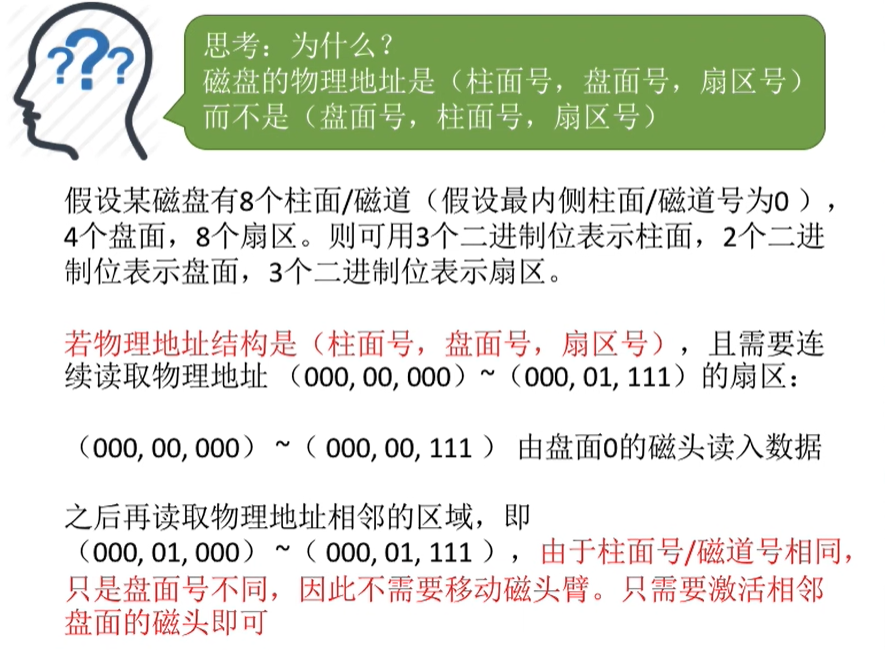 ???
思考：为什么？
磁盘的物理地址是（柱面号，盘面号，扇区号）
而不是（盘面号，柱面号，扇区号）
假设某磁盘有8个柱面/磁道（假设最内侧柱面/磁道号为0 ），
4个盘面，8个扇区。则可用3个二进制位表示柱面，2个二进
制位表示盘面，3个二进制位表示扇区。
若物理地址结构是（柱面号，盘面号，扇区号），且需要连
续读取物理地址 （000, 00, 000）~（000, 01, 111）的扇区：
（000, 00, 000） ~（ 000, 00, 111 ） 由盘面0的磁头读入数据
之后再读取物理地址相邻的区域，即
（000, 01, 000）~（ 000, 01, 111 ），由于柱面号/磁道号相同，
只是盘面号不同，因此不需要移动磁头臂。只需要激活相邻
盘面的磁头即可